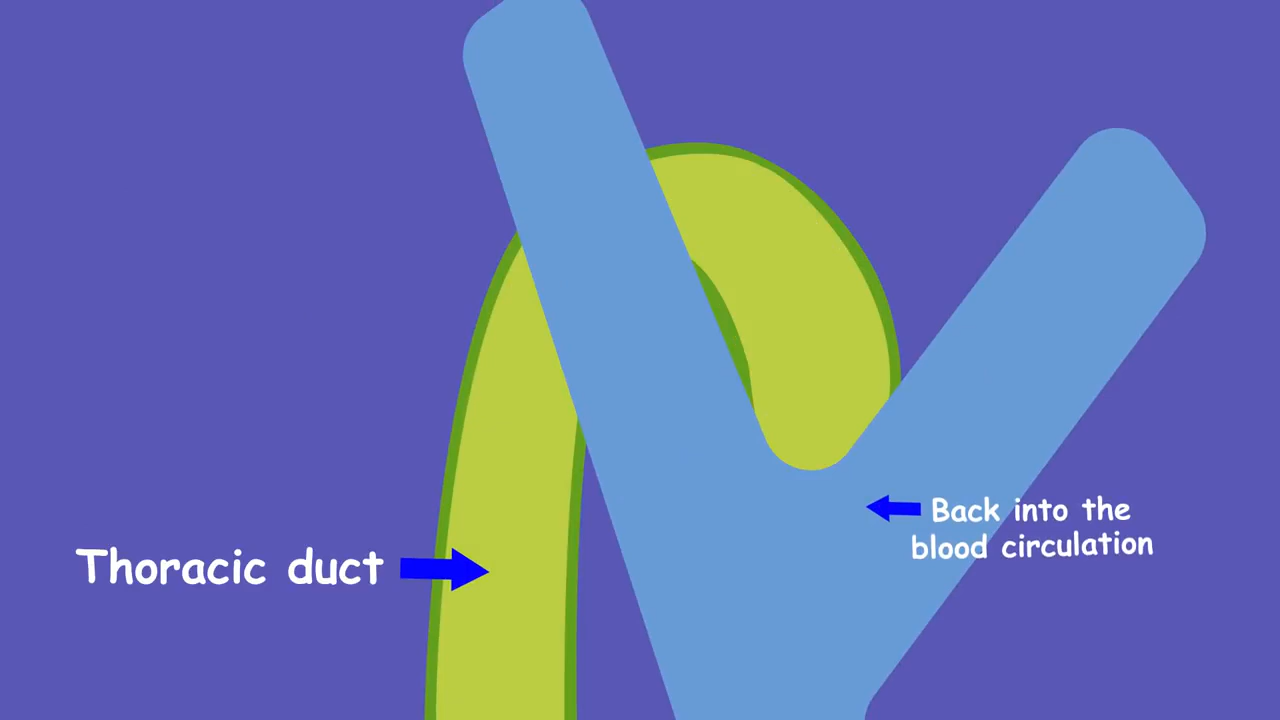 Back into the
blood circulation
Thoracic duct